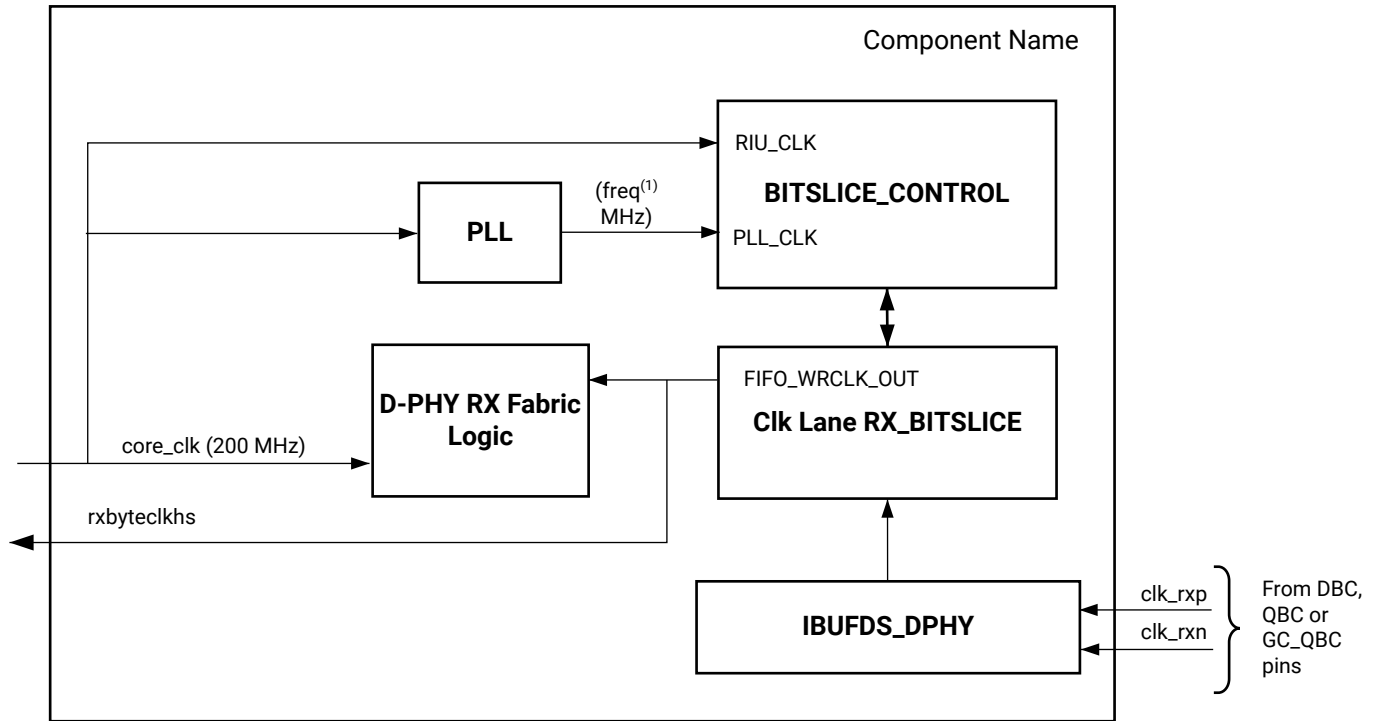 Component Name
RIU_CLK
BITSLICE_CONTROL
(freq(1)
MHz)
PLL
PLL_CLK
D-PHY RX Fabric
Logic
FIFO_WRCLK_OUT
Clk Lane RX_BITSLICE
core_clk (200 MHz)
rxbyteclkhs
IBUFDS_DPHY
clk_rxp
clk_rxn
From DBC,
QBC or
GC_QBC
pins